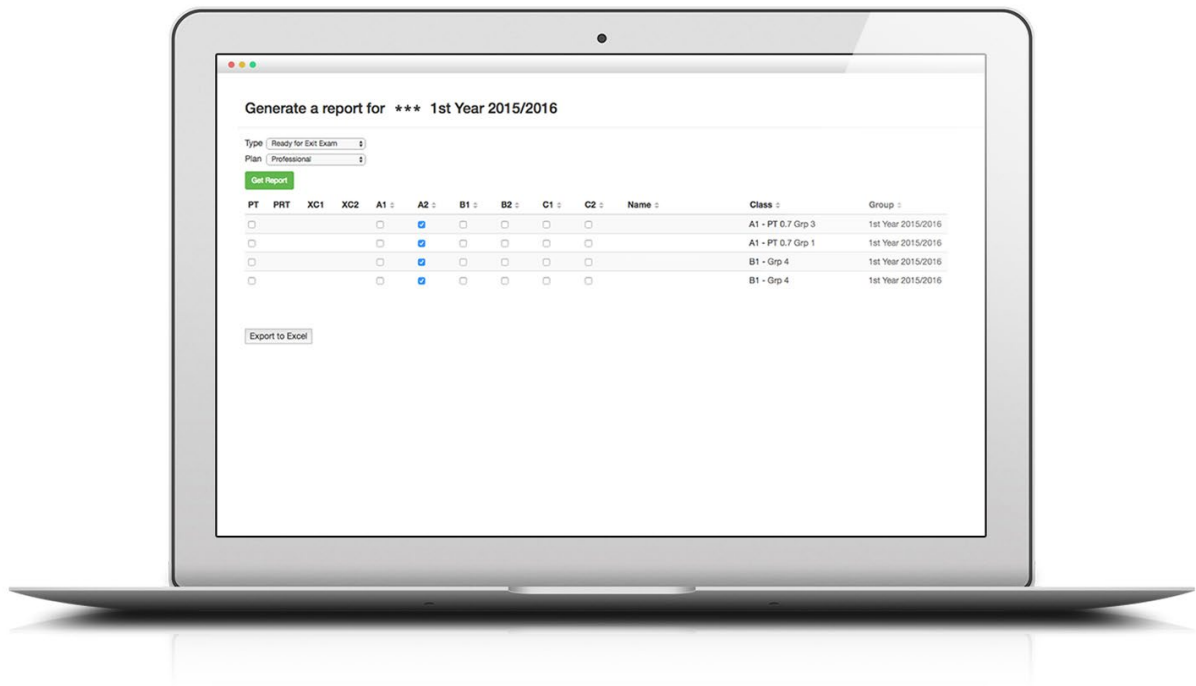 Generate a report for *** 1st Year 2015/2016
Type Ready for Exit Exam
Plan Professional
Get Report
PT PRT XC1 XC2 A1 A2 B1 B2 C1 C2 Name Class Group
A1 - PT 0.7 Grp 3 1st Year 2015/2016
A1 - PT 0.7 Grp 1 1st Year 2015/2016
B1 - Grp 4 1st Year 2015/2016
B1 - Grp 4 1st Year 2015/2016
Export to Excel